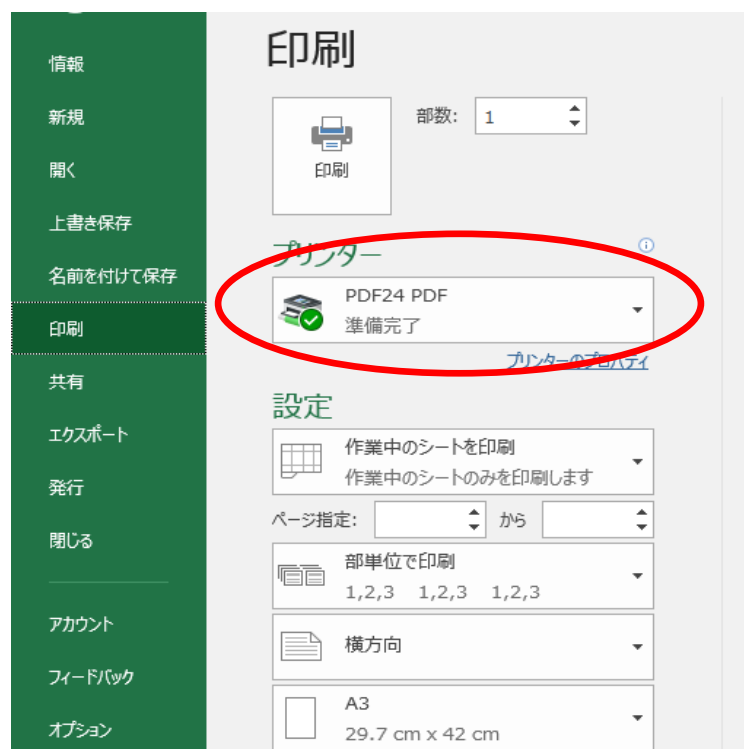 印刷
情報
新規
開く
上書き保存
名前を付けて保存
印刷
共有
エクスポート
発行
閉じる
アカウント
フィードバック
オプション
印刷
部数: 1
プリンター
PDF24 PDF
準備完了
プリンターのプロパティ
設定
作業中のシートを印刷
作業中のシートのみを印刷します
ページ指定: から
部単位で印刷
1,2,3 1,2,3 1,2,3
横方向
A3
29.7 cm x 42 cm